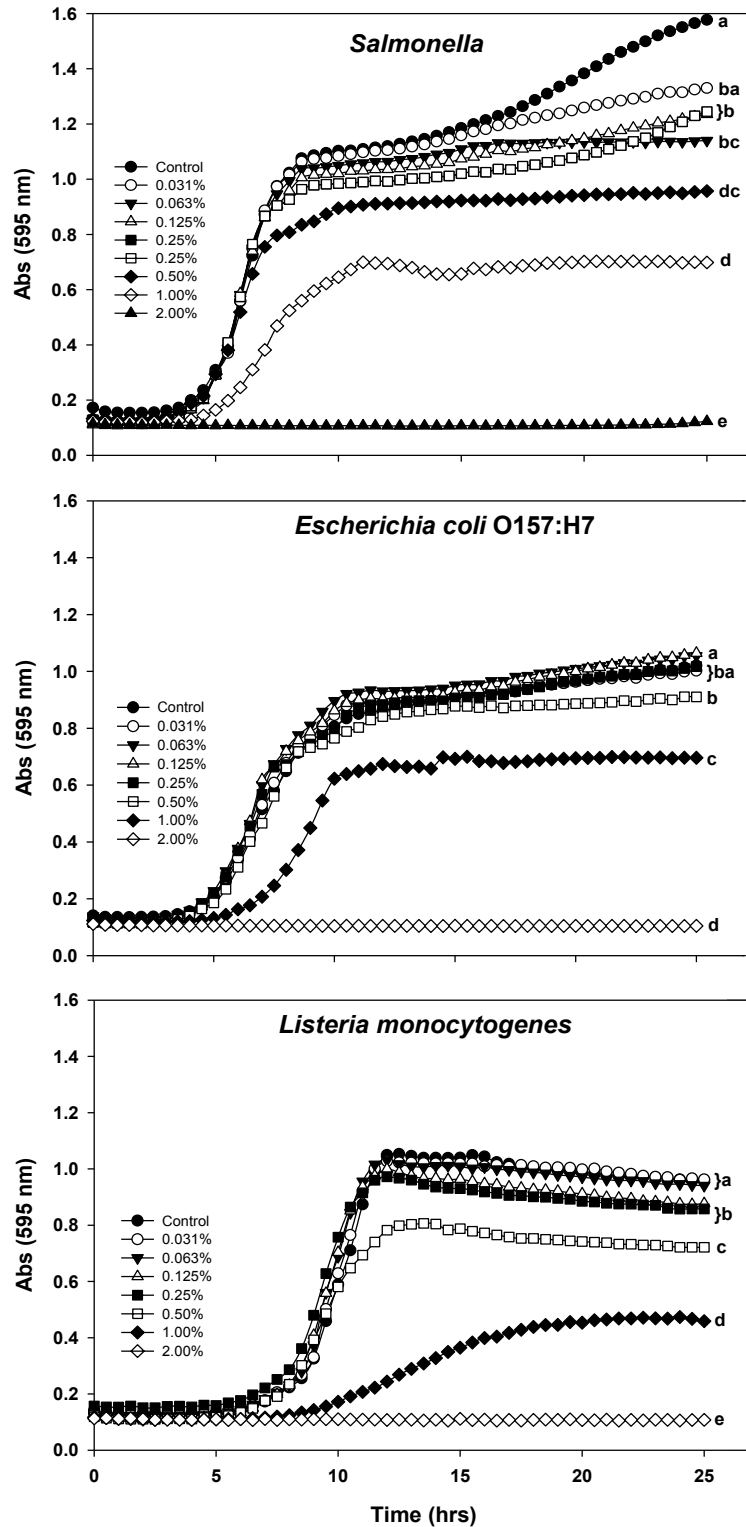 Salmonella
1.6
1.4
1.2
1.0
0.8
0.6
0.4
0.2
0.0
Abs (595 nm)
Control
0.031%
0.063%
0.125%
0.25%
0.25%
0.50%
1.00%
2.00%
a
ba
}b
bc
dc
d
e
Escherichia coli O157:H7
1.6
1.4
1.2
1.0
0.8
0.6
0.4
0.2
0.0
Abs (595 nm)
Control
0.031%
0.063%
0.125%
0.25%
0.50%
1.00%
2.00%
a
}ba
b
c
d
Listeria monocytogenes
1.6
1.4
1.2
1.0
0.8
0.6
0.4
0.2
0.0
Abs (595 nm)
Control
0.031%
0.063%
0.125%
0.25%
0.50%
1.00%
2.00%
}a
}b
c
d
e
0 5 10 15 20 25
Time (hrs)